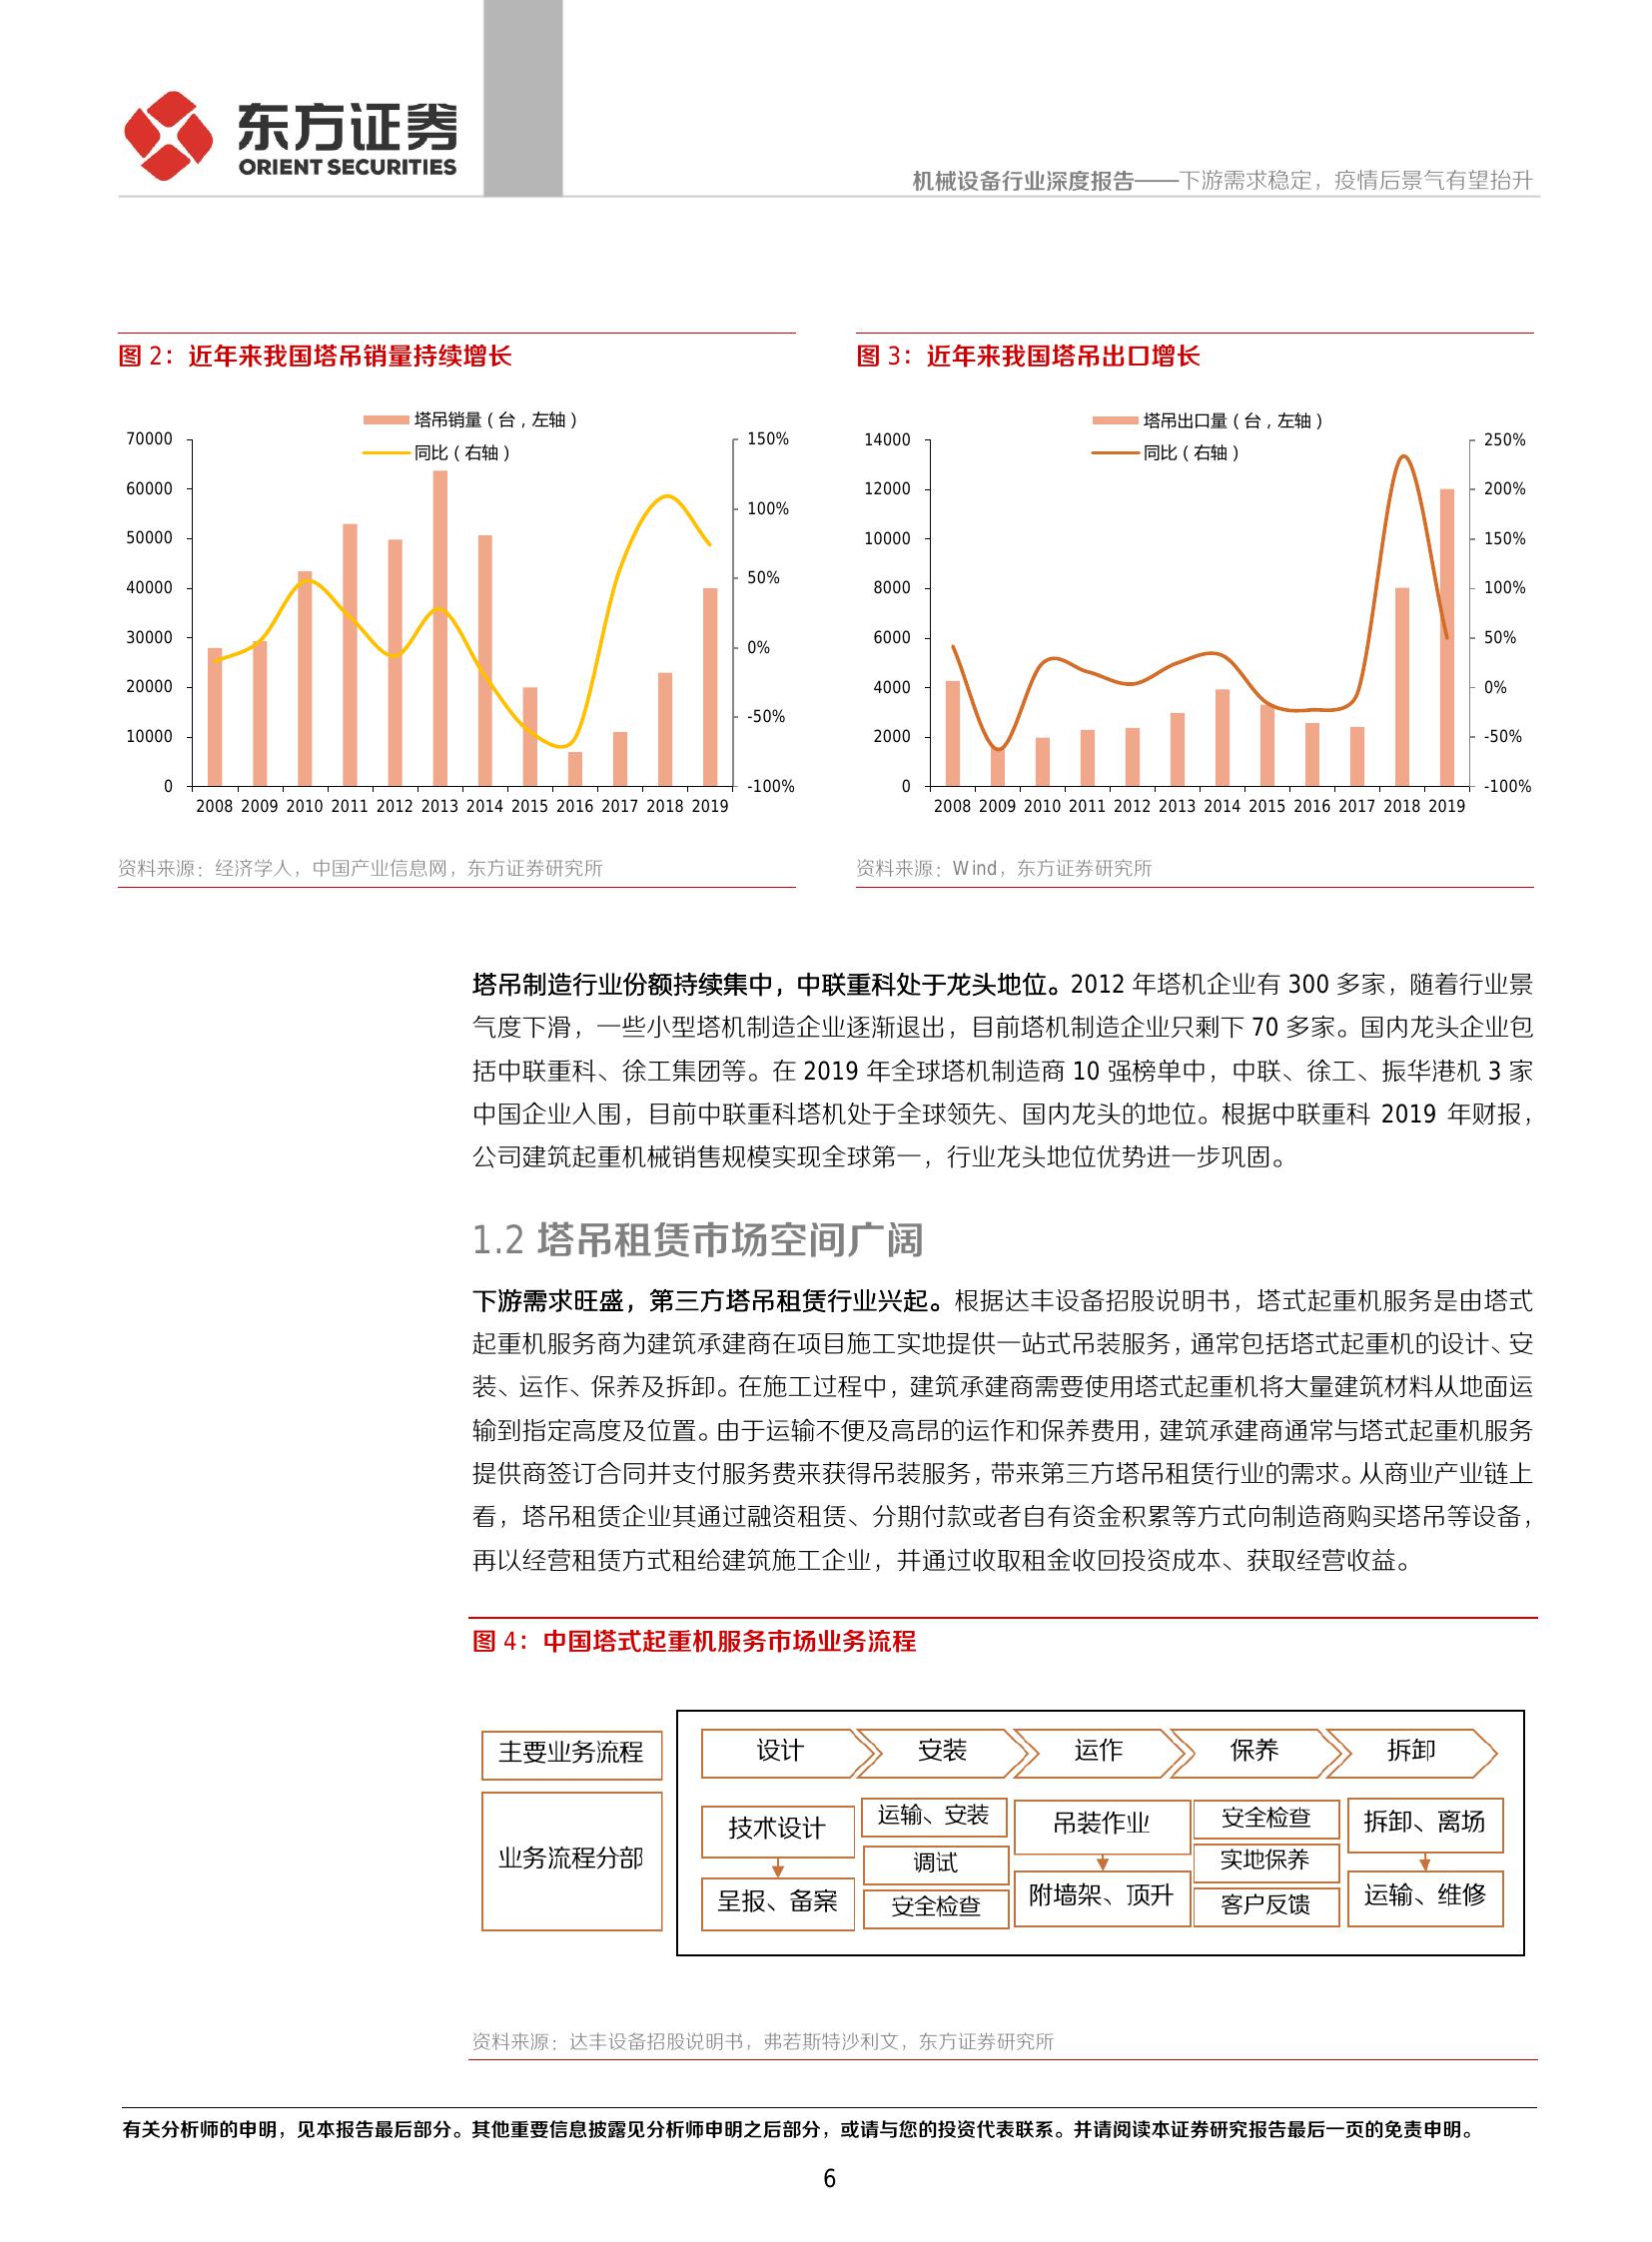 东方证券
ORIENT SECURITIES
机械设备行业深度报告——下游需求稳定，疫情后景气有望抬升
图 2：近年来我国塔吊销量持续增长
塔吊销量（台，左轴）
同比（右轴）
70000
60000
50000
40000
30000
20000
10000
0
150%
100%
50%
0%
-50%
-100%
2008 2009 2010 2011 2012 2013 2014 2015 2016 2017 2018 2019
资料来源：经济学人，中国产业信息网，东方证券研究所
图 3：近年来我国塔吊出口增长
塔吊出口量（台，左轴）
同比（右轴）
14000
12000
10000
8000
6000
4000
2000
0
250%
200%
150%
100%
50%
0%
-50%
-100%
2008 2009 2010 2011 2012 2013 2014 2015 2016 2017 2018 2019
资料来源：Wind，东方证券研究所
塔吊制造行业份额持续集中，中联重科处于龙头地位。2012 年塔机企业有 300 多家，随着行业景
气度下滑，一些小型塔机制造企业逐渐退出，目前塔机制造企业只剩下 70 多家。国内龙头企业包
括中联重科、徐工集团等。在 2019 年全球塔机制造商 10 强榜单中，中联、徐工、振华港机 3 家
中国企业入围，目前中联重科塔机处于全球领先、国内龙头的地位。根据中联重科 2019 年财报，
公司建筑起重机械销售规模实现全球第一，行业龙头地位优势进一步巩固。
1.2 塔吊租赁市场空间广阔
下游需求旺盛，第三方塔吊租赁行业兴起。根据达丰设备招股说明书，塔式起重机服务是由塔式
起重机服务商为建筑承建商在项目施工实地提供一站式吊装服务，通常包括塔式起重机的设计、安
装、运作、保养及拆卸。在施工过程中，建筑承建商需要使用塔式起重机将大量建筑材料从地面运
输到指定高度及位置。由于运输不便及高昂的运作和保养费用，建筑承建商通常与塔式起重机服务
提供商签订合同并支付服务费来获得吊装服务，带来第三方塔吊租赁行业的需求。从商业产业链上
看，塔吊租赁企业其通过融资租赁、分期付款或者自有资金积累等方式向制造商购买塔吊等设备，
再以经营租赁方式租给建筑施工企业，并通过收取租金收回投资成本、获取经营收益。
图 4：中国塔式起重机服务市场业务流程
主要业务流程
设计
安装
运作
保养
拆卸
业务流程分部
技术设计
呈报、备案
运输、安装
调试
安全检查
吊装作业
附墙架、顶升
安全检查
实地保养
客户反馈
拆卸、离场
运输、维修
资料来源：达丰设备招股说明书，弗若斯特沙利文，东方证券研究所
有关分析师的申明，见本报告最后部分。其他重要信息披露见分析师申明之后部分，或请与您的投资代表联系。并请阅读本证券研究报告最后一页的免责申明。
6